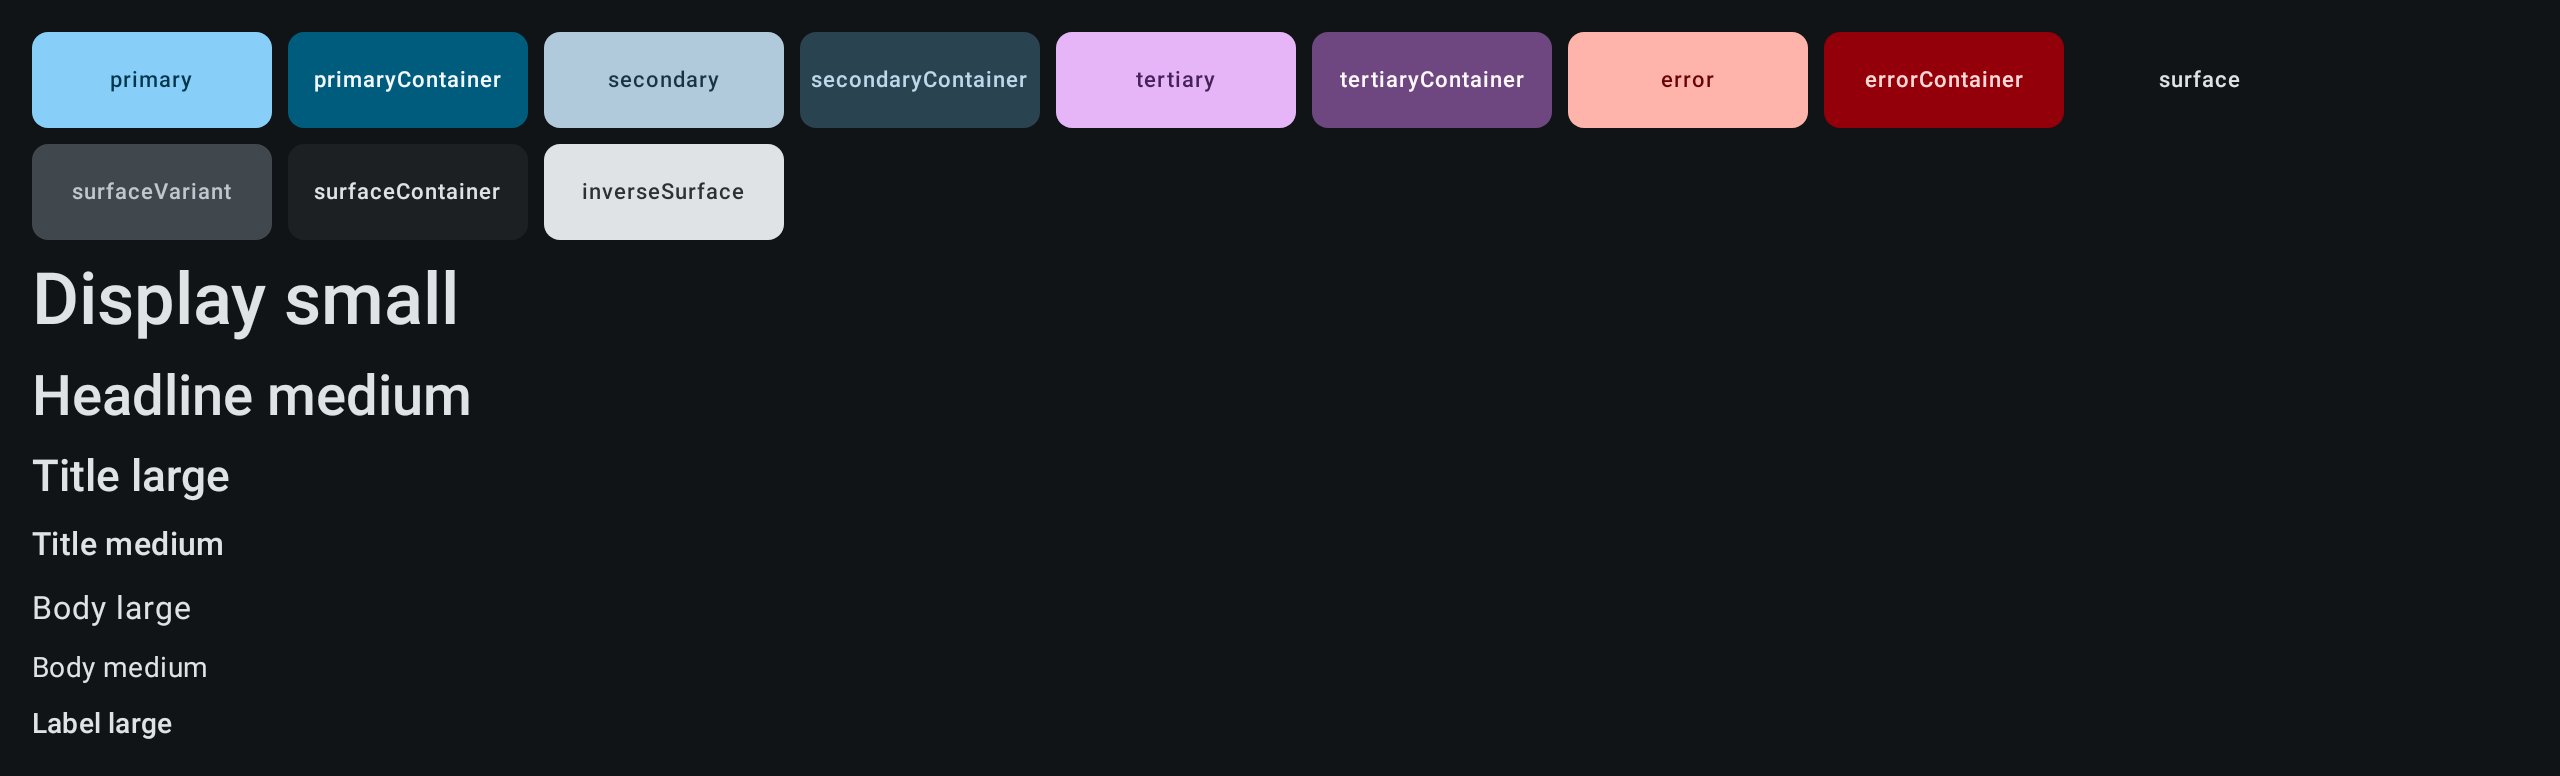 primary primaryContainer secondary secondaryContainer tertiary tertiaryContainer error errorContainer surface
surfaceVariant surfaceContainer inverseSurface
Display small
Headline medium
Title large
Title medium
Body large
Body medium
Label large